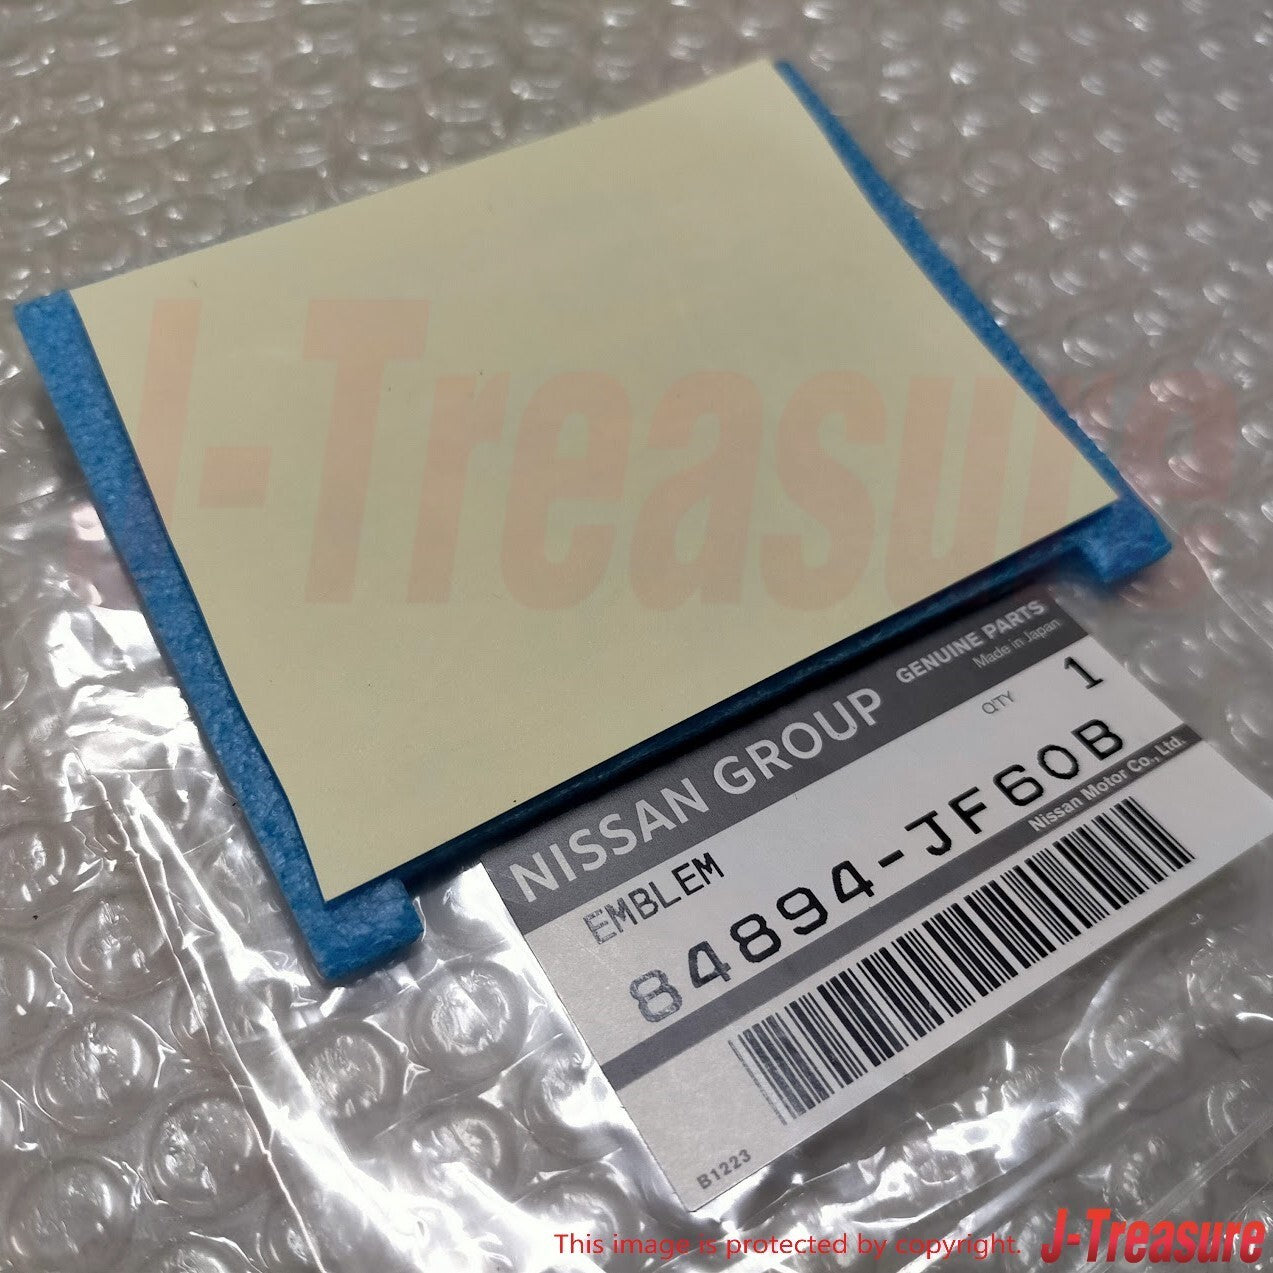 J-Treasure
NISSAN GROUP
GENUINE PARTS
Made in Japan
EMBLEM
QTY 1
84894-JF60B
Nissan Motor Co., Ltd.
B1223
This image is protected by copyright. J-Treasure